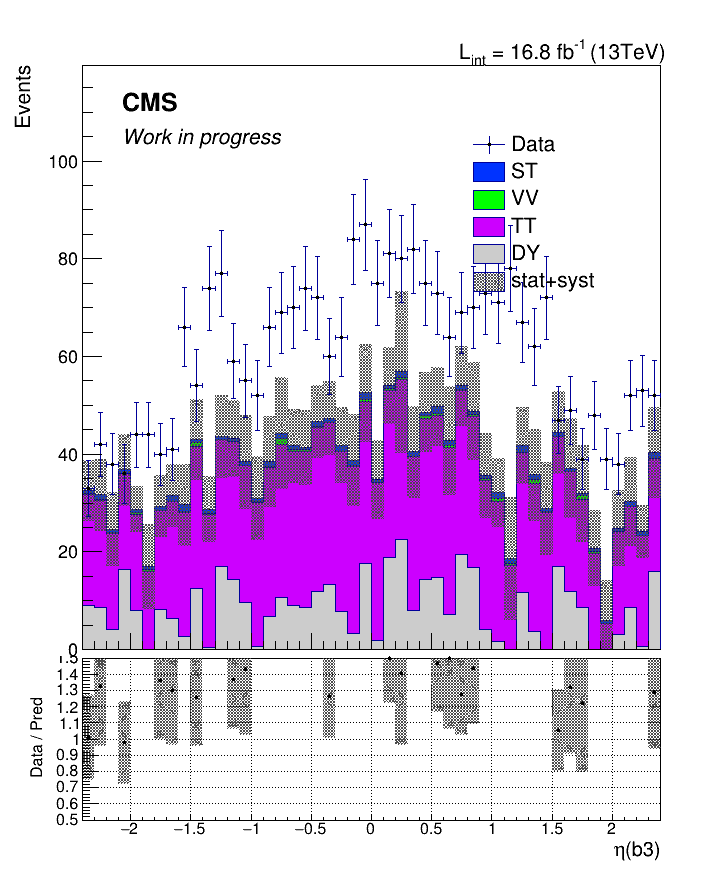 L_int = 16.8 fb^-1 (13TeV)
Events
CMS
Work in progress
Data
ST
VV
TT
DY
stat+syst
100
80
60
40
20
0
Data / Pred
1.5
1.4
1.3
1.2
1.1
1
0.9
0.8
0.7
0.6
0.5
−2 −1.5 −1 −0.5 0 0.5 1 1.5 2
η(b3)